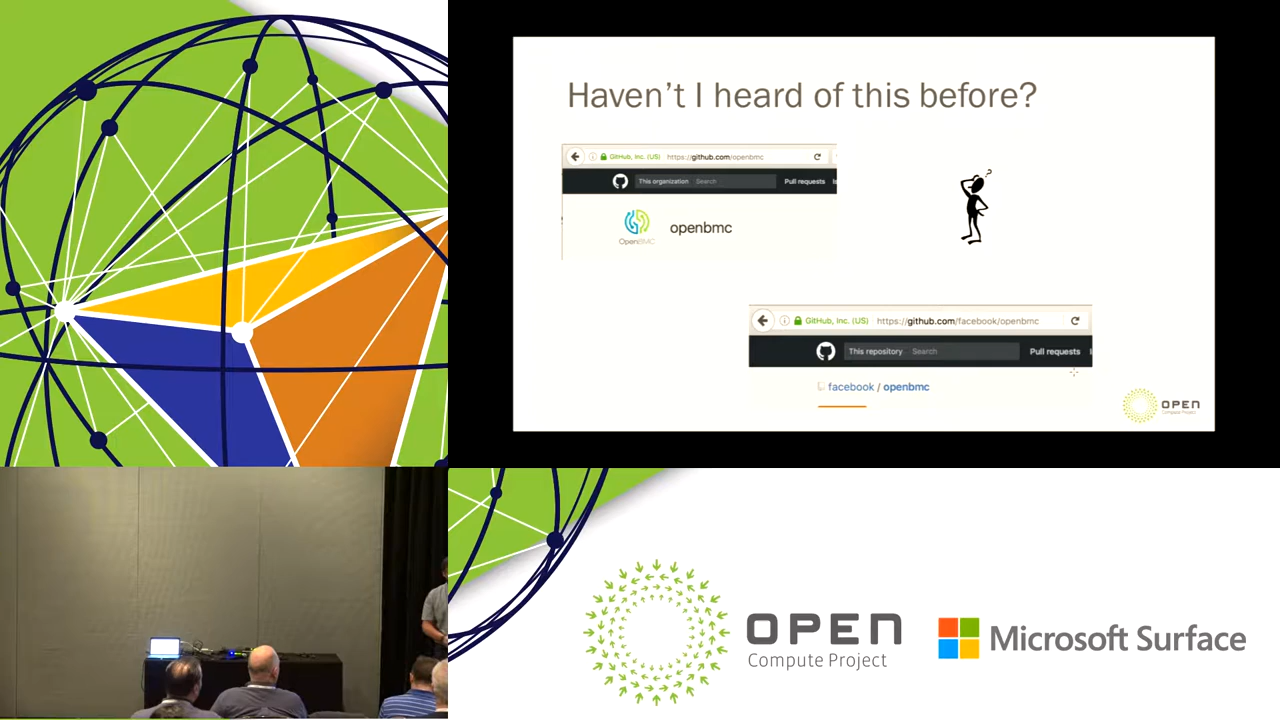 Haven't I heard of this before?
GitHub, Inc. (US) https://github.com/openbmc
This organization Search Pull requests
OpenBMC
openbmc
?
GitHub, Inc. (US) https://github.com/facebook/openbmc
This repository Search Pull requests
facebook / openbmc
OPEN
Compute Project
OPEN
Compute Project
Microsoft Surface